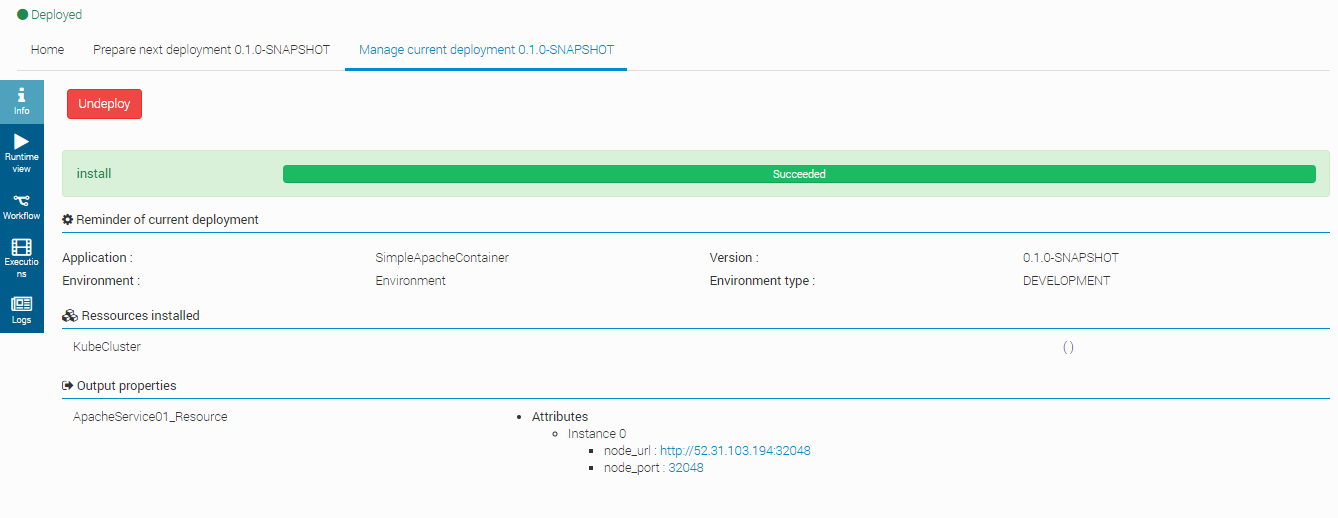 Deployed
Home Prepare next deployment 0.1.0-SNAPSHOT Manage current deployment 0.1.0-SNAPSHOT
Info
Undeploy
Runtime
view
install Succeeded
Workflow
Reminder of current deployment
Executio
ns
Application : SimpleApacheContainer Version : 0.1.0-SNAPSHOT
Environment : Environment Environment type : DEVELOPMENT
Logs
Ressources installed
KubeCluster ( )
Output properties
ApacheService01_Resource • Attributes
Instance 0
node_url : http://52.31.103.194:32048
node_port : 32048